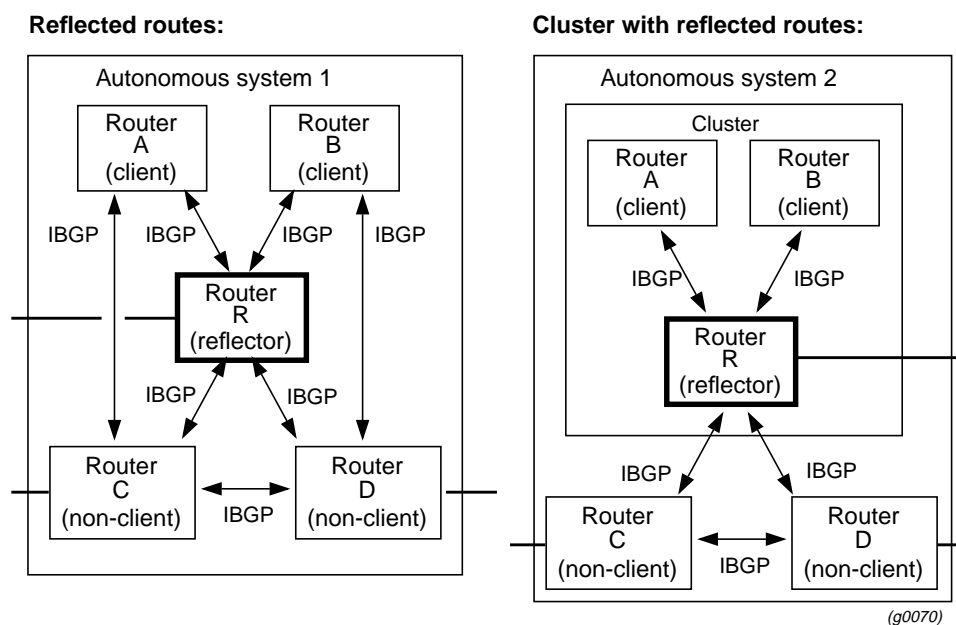 Reflected routes:
Autonomous system 1
Router
A
(client)
Router
B
(client)
IBGP
IBGP
IBGP
IBGP
Router
R
(reflector)
IBGP
IBGP
Router
C
(non-client)
IBGP
Router
D
(non-client)
Cluster with reflected routes:
Autonomous system 2
Cluster
Router
A
(client)
Router
B
(client)
IBGP
IBGP
Router
R
(reflector)
IBGP
IBGP
Router
C
(non-client)
IBGP
Router
D
(non-client)
(g0070)